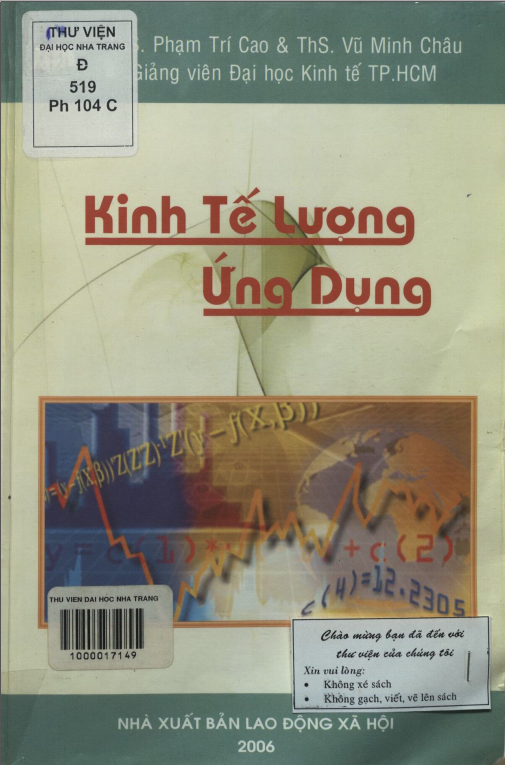 THƯ VIỆN
ĐẠI HỌC NHA TRANG
Đ
519
Ph 104 C
S. Phạm Trí Cao & ThS. Vũ Minh Châu
Giảng viên Đại học Kinh tế TP.HCM
Kinh Tế Lượng
Ứng Dụng
)=(y-f(X,β))'Z(Z'Z)⁻¹Z'(y-f(X,β))
y = c(1)* + c(2)
c(4)=12.2305
THU VIEN DAI HOC NHA TRANG
1000017149
Chào mừng bạn đã đến với
thư viện của chúng tôi
Xin vui lòng:
• Không xé sách
• Không gạch, viết, vẽ lên sách
NHÀ XUẤT BẢN LAO ĐỘNG XÃ HỘI
2006